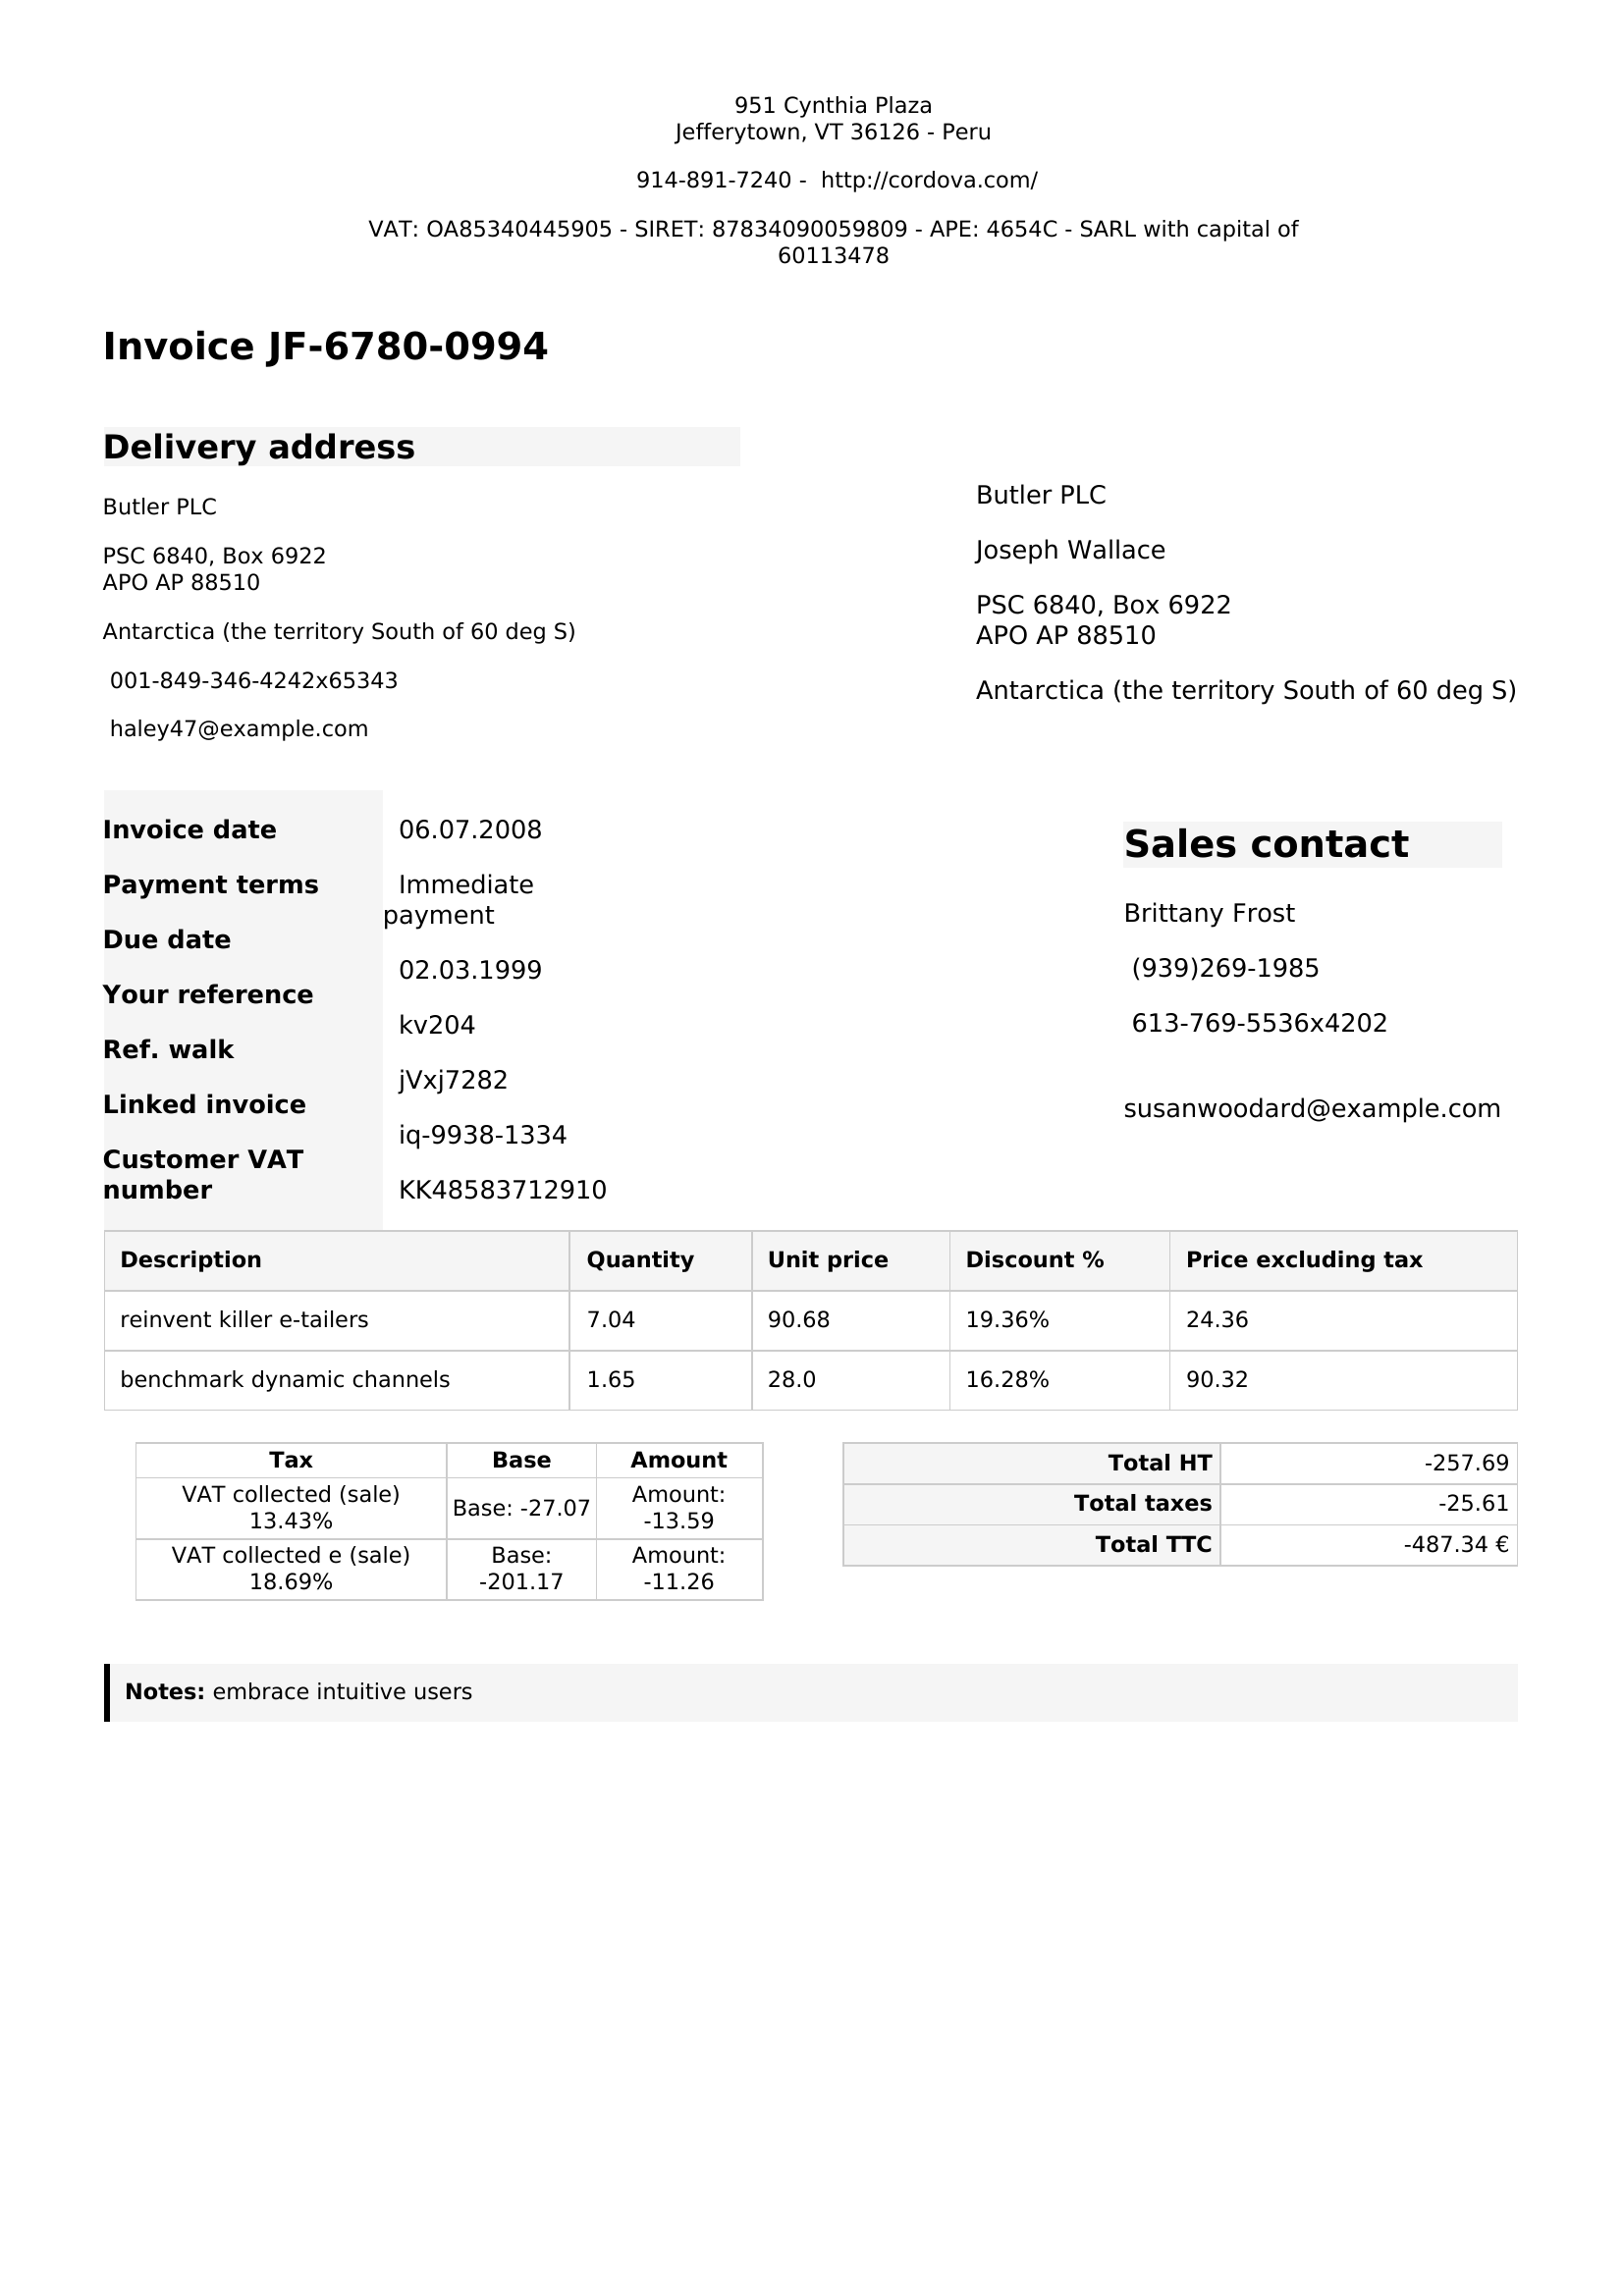 951 Cynthia Plaza
Jefferytown, VT 36126 - Peru
914-891-7240 - http://cordova.com/
VAT: OA85340445905 - SIRET: 87834090059809 - APE: 4654C - SARL with capital of
60113478
Invoice JF-6780-0994
Delivery address
Butler PLC
PSC 6840, Box 6922
APO AP 88510
Antarctica (the territory South of 60 deg S)
001-849-346-4242x65343
haley47@example.com
Butler PLC
Joseph Wallace
PSC 6840, Box 6922
APO AP 88510
Antarctica (the territory South of 60 deg S)
Invoice date
Payment terms
Due date
Your reference
Ref. walk
Linked invoice
Customer VAT
number
06.07.2008
Immediate
payment
02.03.1999
kv204
jVxj7282
iq-9938-1334
KK48583712910
Sales contact
Brittany Frost
(939)269-1985
613-769-5536x4202
susanwoodard@example.com
Description Quantity Unit price Discount % Price excluding tax
reinvent killer e-tailers 7.04 90.68 19.36% 24.36
benchmark dynamic channels 1.65 28.0 16.28% 90.32
Tax Base Amount
VAT collected (sale)
13.43%
Base: -27.07
Amount:
-13.59
VAT collected e (sale)
18.69%
Base:
-201.17
Amount:
-11.26
Total HT -257.69
Total taxes -25.61
Total TTC -487.34 €
Notes: embrace intuitive users